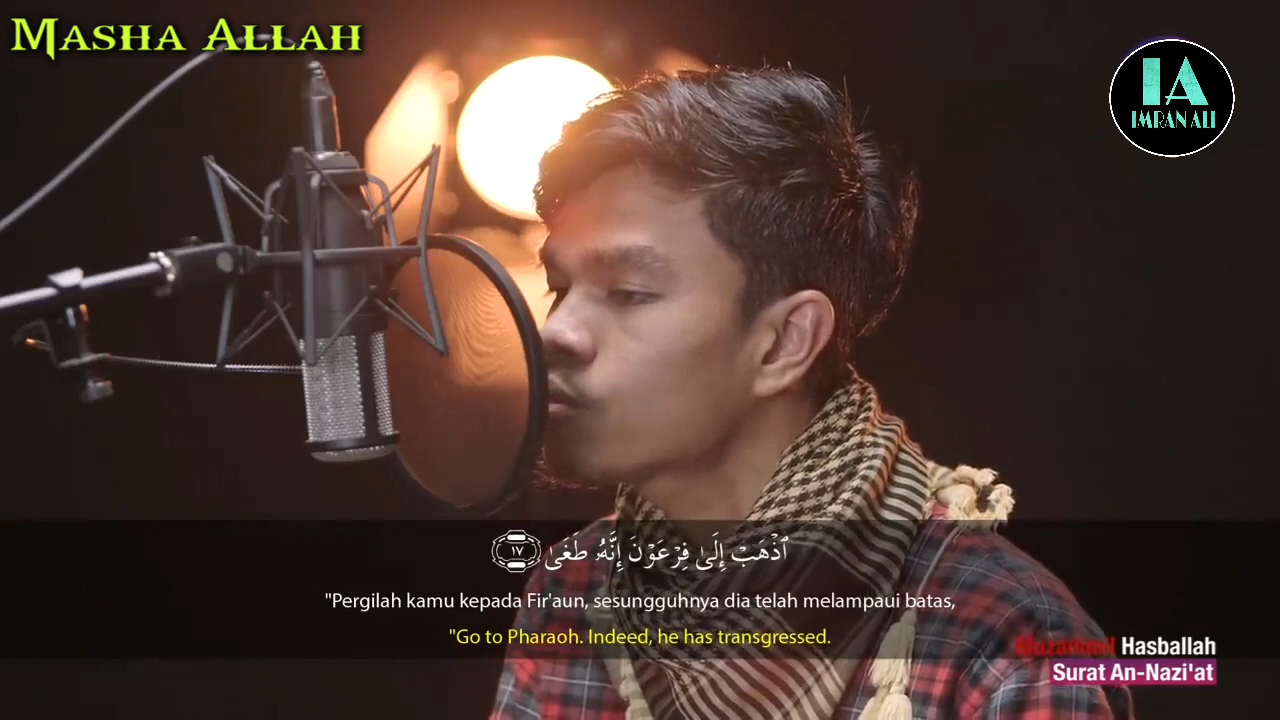 Masha Allah
IA
IMRAN ALI
ٱذْهَبْ إِلَىٰ فِرْعَوْنَ إِنَّهُۥ طَغَىٰ ١٧
"Pergilah kamu kepada Fir'aun, sesungguhnya dia telah melampaui batas,
"Go to Pharaoh. Indeed, he has transgressed.
Muzammil Hasballah
Surat An-Nazi'at